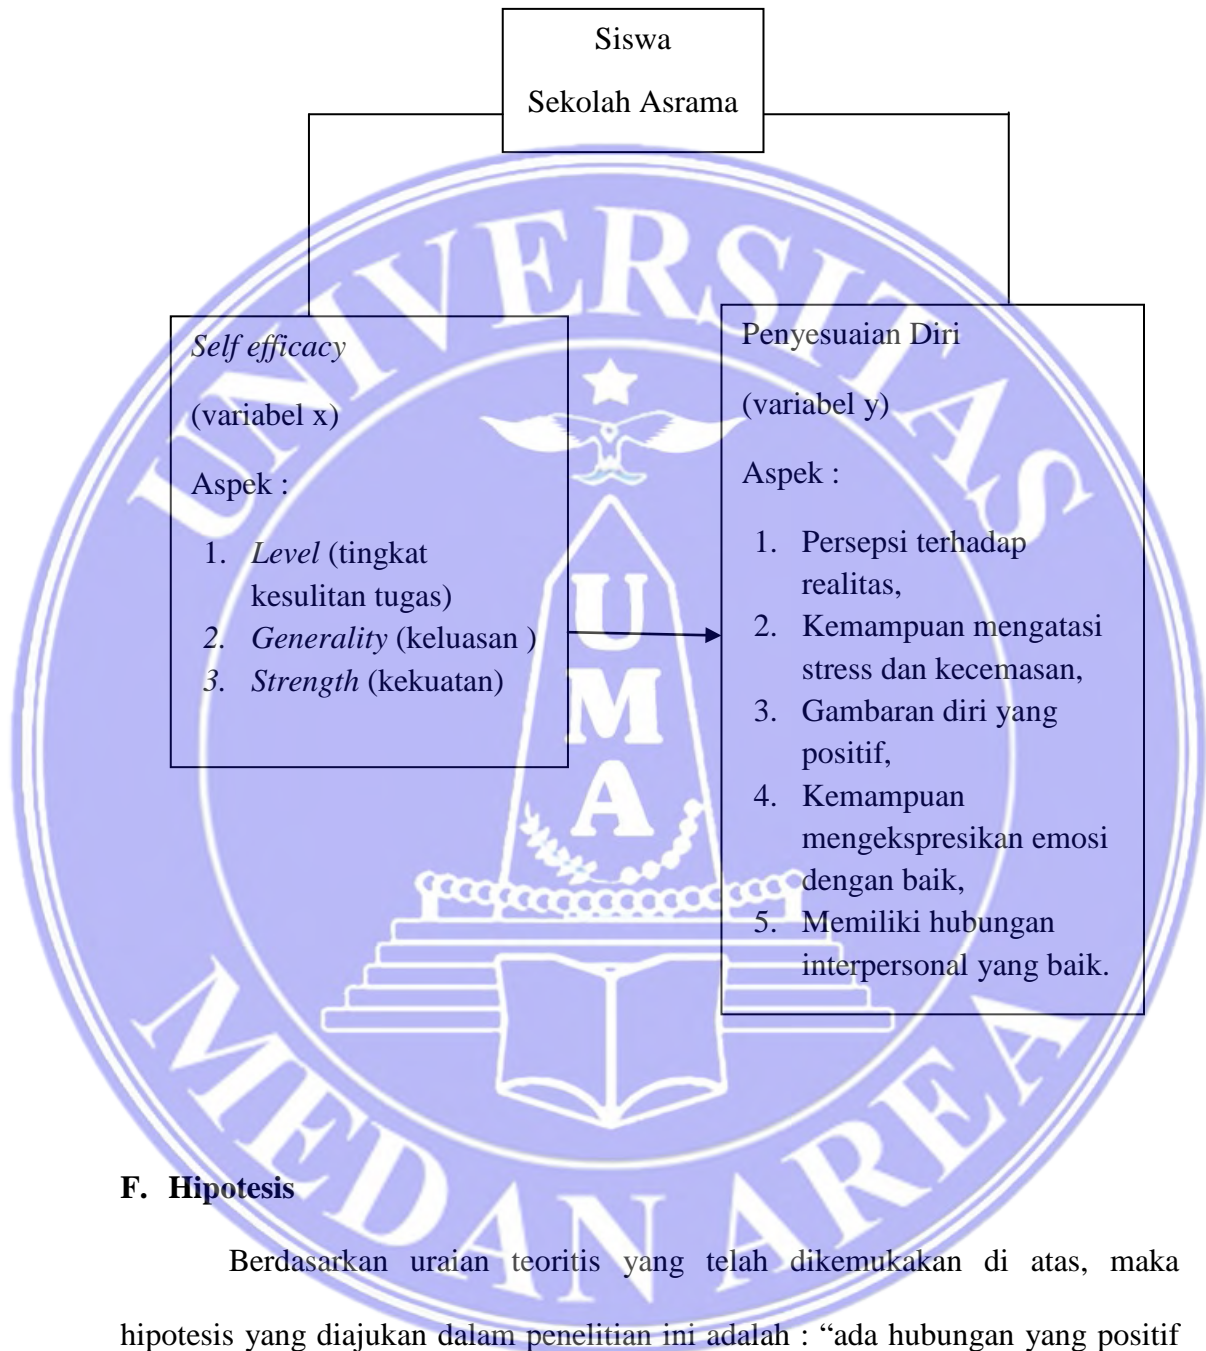 Siswa
Sekolah Asrama
Self efficacy
(variabel x)
Aspek :
1. Level (tingkat
kesulitan tugas)
2. Generality (keluasan )
3. Strength (kekuatan)
Penyesuaian Diri
(variabel y)
Aspek :
1. Persepsi terhadap
realitas,
2. Kemampuan mengatasi
stress dan kecemasan,
3. Gambaran diri yang
positif,
4. Kemampuan
mengekspresikan emosi
dengan baik,
5. Memiliki hubungan
interpersonal yang baik.
UNIVERSITAS
UMA
MEDAN AREA
F. Hipotesis
Berdasarkan uraian teoritis yang telah dikemukakan di atas, maka
hipotesis yang diajukan dalam penelitian ini adalah : “ada hubungan yang positif